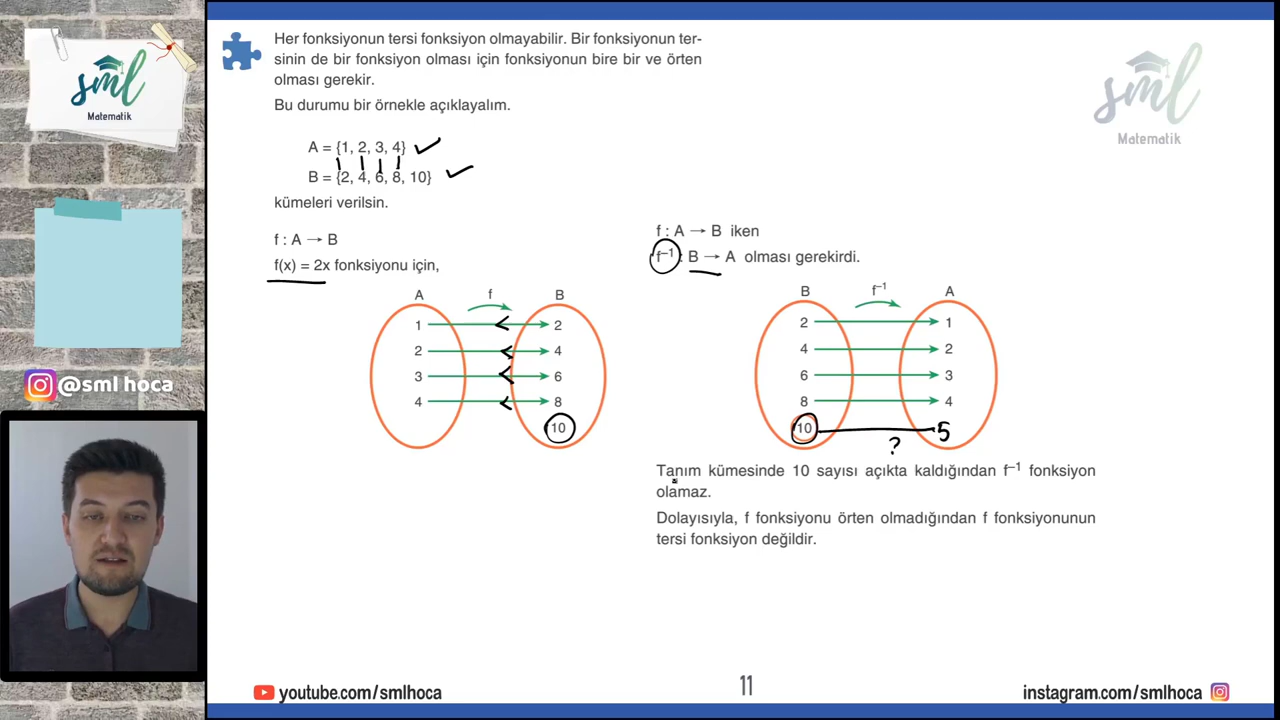 sml
Matematik
@sml hoca
Her fonksiyonun tersi fonksiyon olmayabilir. Bir fonksiyonun ter-
sinin de bir fonksiyon olması için fonksiyonun bire bir ve örten
olması gerekir.
Bu durumu bir örnekle açıklayalım.
A = {1, 2, 3, 4}
B = {2, 4, 6, 8, 10}
kümeleri verilsin.
f : A → B
f(x) = 2x fonksiyonu için,
A f B
1 2
2 4
3 6
4 8
10
sml
Matematik
f : A → B iken
f⁻¹ : B → A olması gerekirdi.
B f⁻¹ A
2 1
4 2
6 3
8 4
10 5
?
Tanım kümesinde 10 sayısı açıkta kaldığından f⁻¹ fonksiyon
olamaz.
Dolayısıyla, f fonksiyonu örten olmadığından f fonksiyonunun
tersi fonksiyon değildir.
youtube.com/smlhoca
11
instagram.com/smlhoca